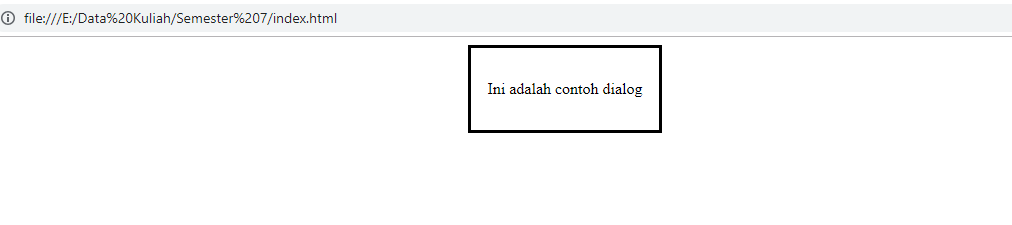 file:///E:/Data%20Kuliah/Semester%207/index.html
Ini adalah contoh dialog